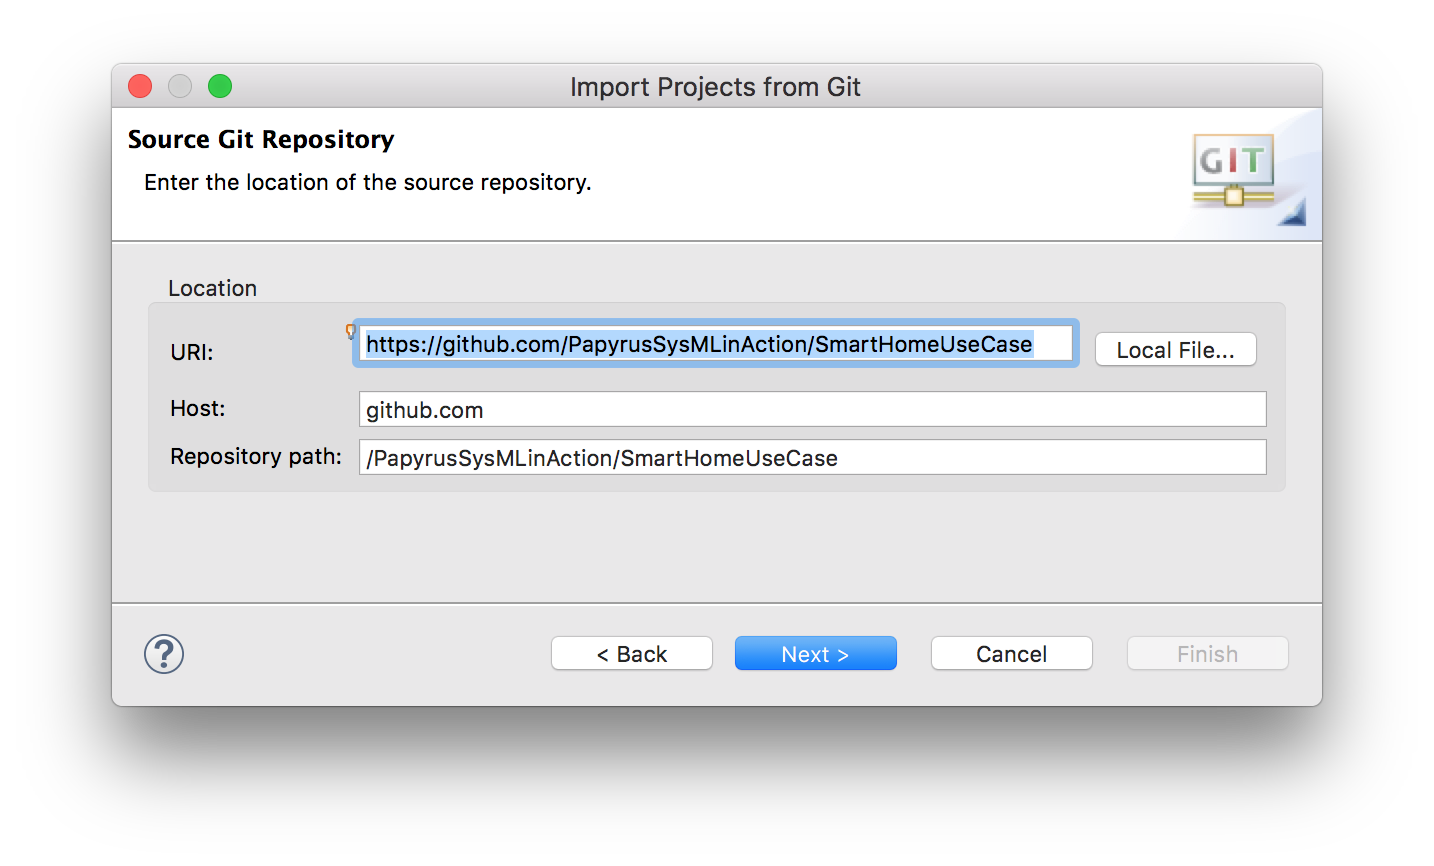 Import Projects from Git
Source Git Repository
Enter the location of the source repository.
GIT
Location
URI:
https://github.com/PapyrusSysMLinAction/SmartHomeUseCase
Local File...
Host:
github.com
Repository path:
/PapyrusSysMLinAction/SmartHomeUseCase
?
< Back
Next >
Cancel
Finish